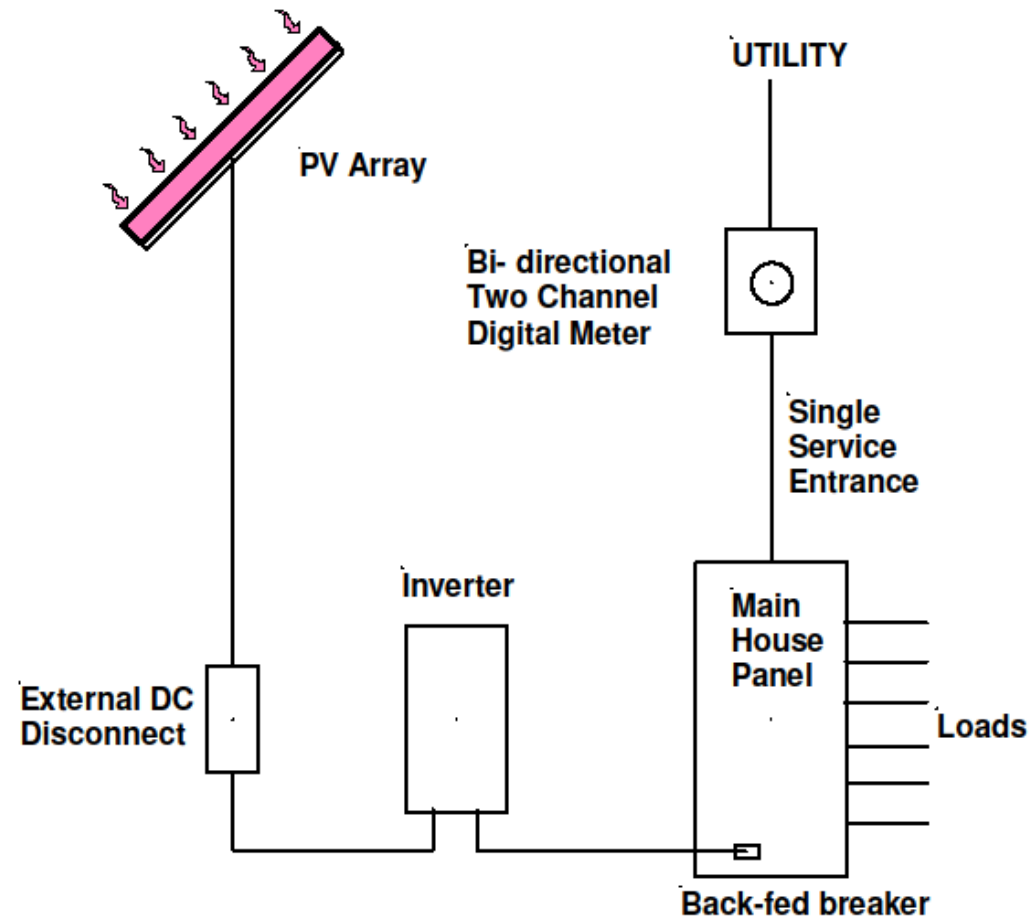 UTILITY
PV Array
Bi- directional
Two Channel
Digital Meter
Single
Service
Entrance
Inverter
Main
House
Panel
External DC
Disconnect
Loads
Back-fed breaker